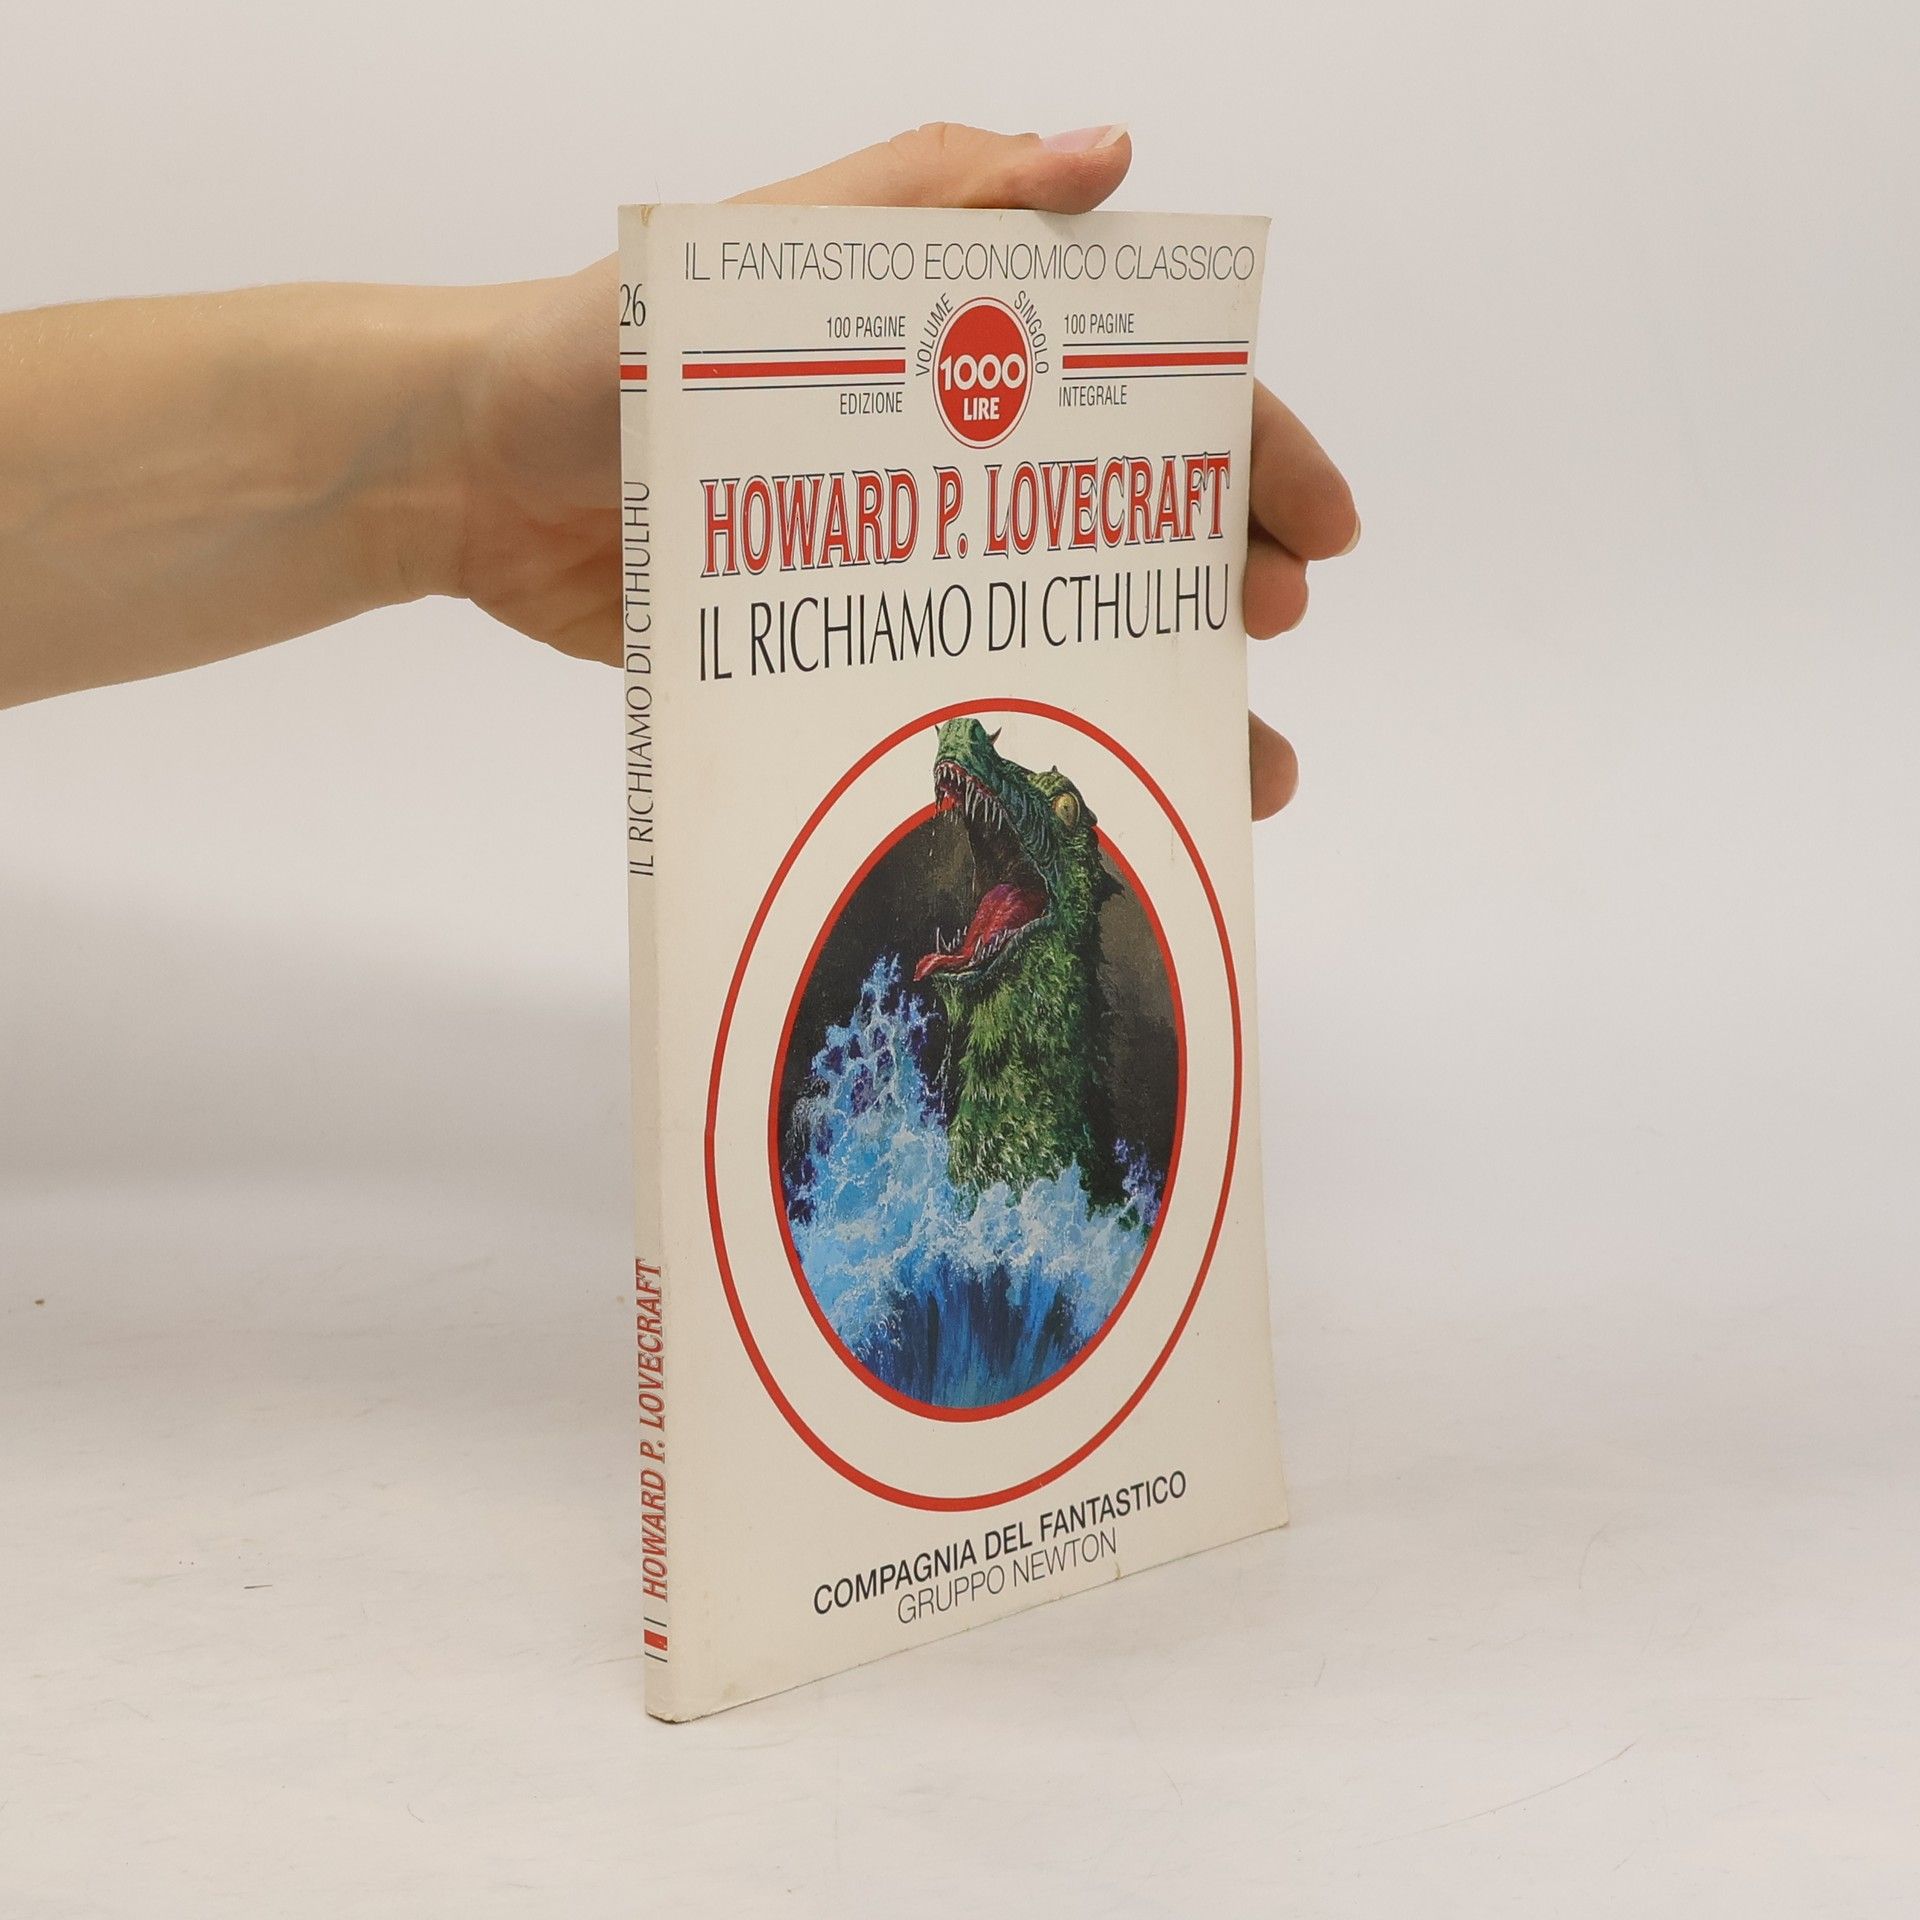 IL FANTASTICO ECONOMICO CLASSICO
100 PAGINE
VOLUME SINGOLO
100 PAGINE
1000
LIRE
EDIZIONE
INTEGRALE
HOWARD P. LOVECRAFT
IL RICHIAMO DI CTHULHU
COMPAGNIA DEL FANTASTICO
GRUPPO NEWTON
26
IL RICHIAMO DI CTHULHU
HOWARD P. LOVECRAFT